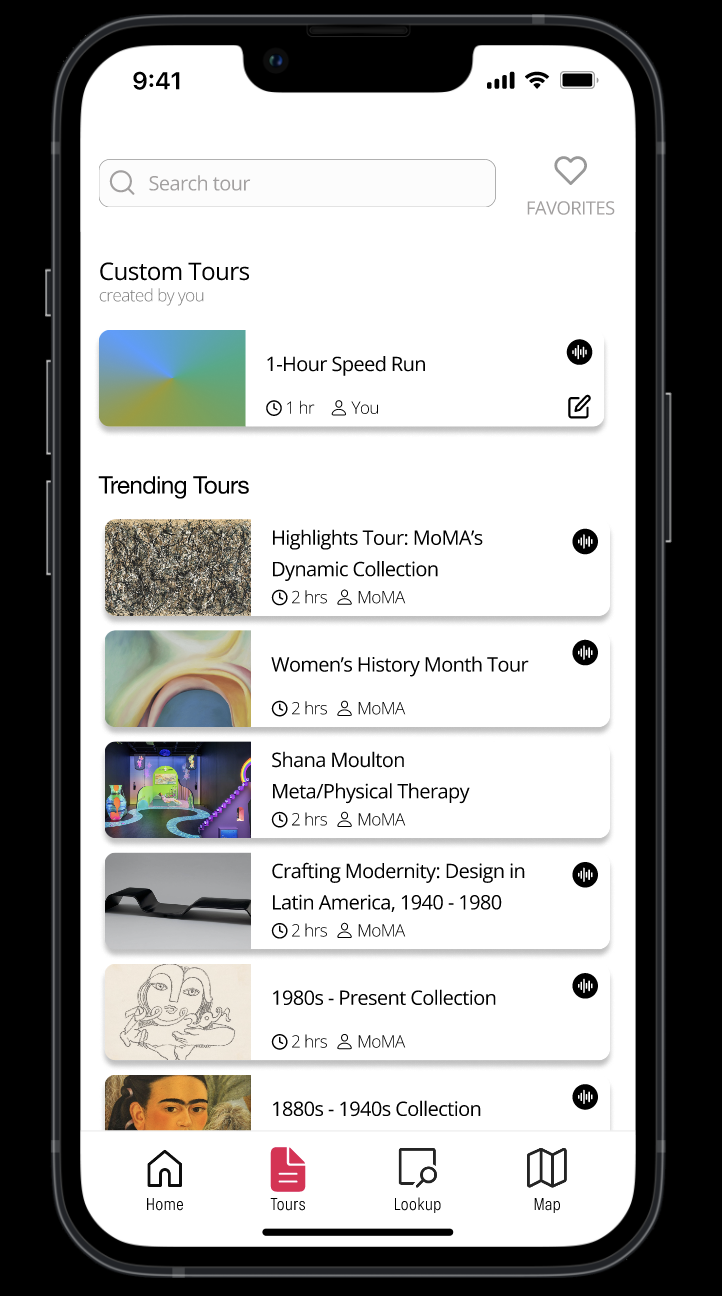 9:41
Search tour
FAVORITES
Custom Tours
created by you
1-Hour Speed Run
1 hr You
Trending Tours
Highlights Tour: MoMA’s
Dynamic Collection
2 hrs MoMA
Women’s History Month Tour
2 hrs MoMA
Shana Moulton
Meta/Physical Therapy
2 hrs MoMA
Crafting Modernity: Design in
Latin America, 1940 - 1980
2 hrs MoMA
1980s - Present Collection
2 hrs MoMA
1880s - 1940s Collection
Home Tours Lookup Map